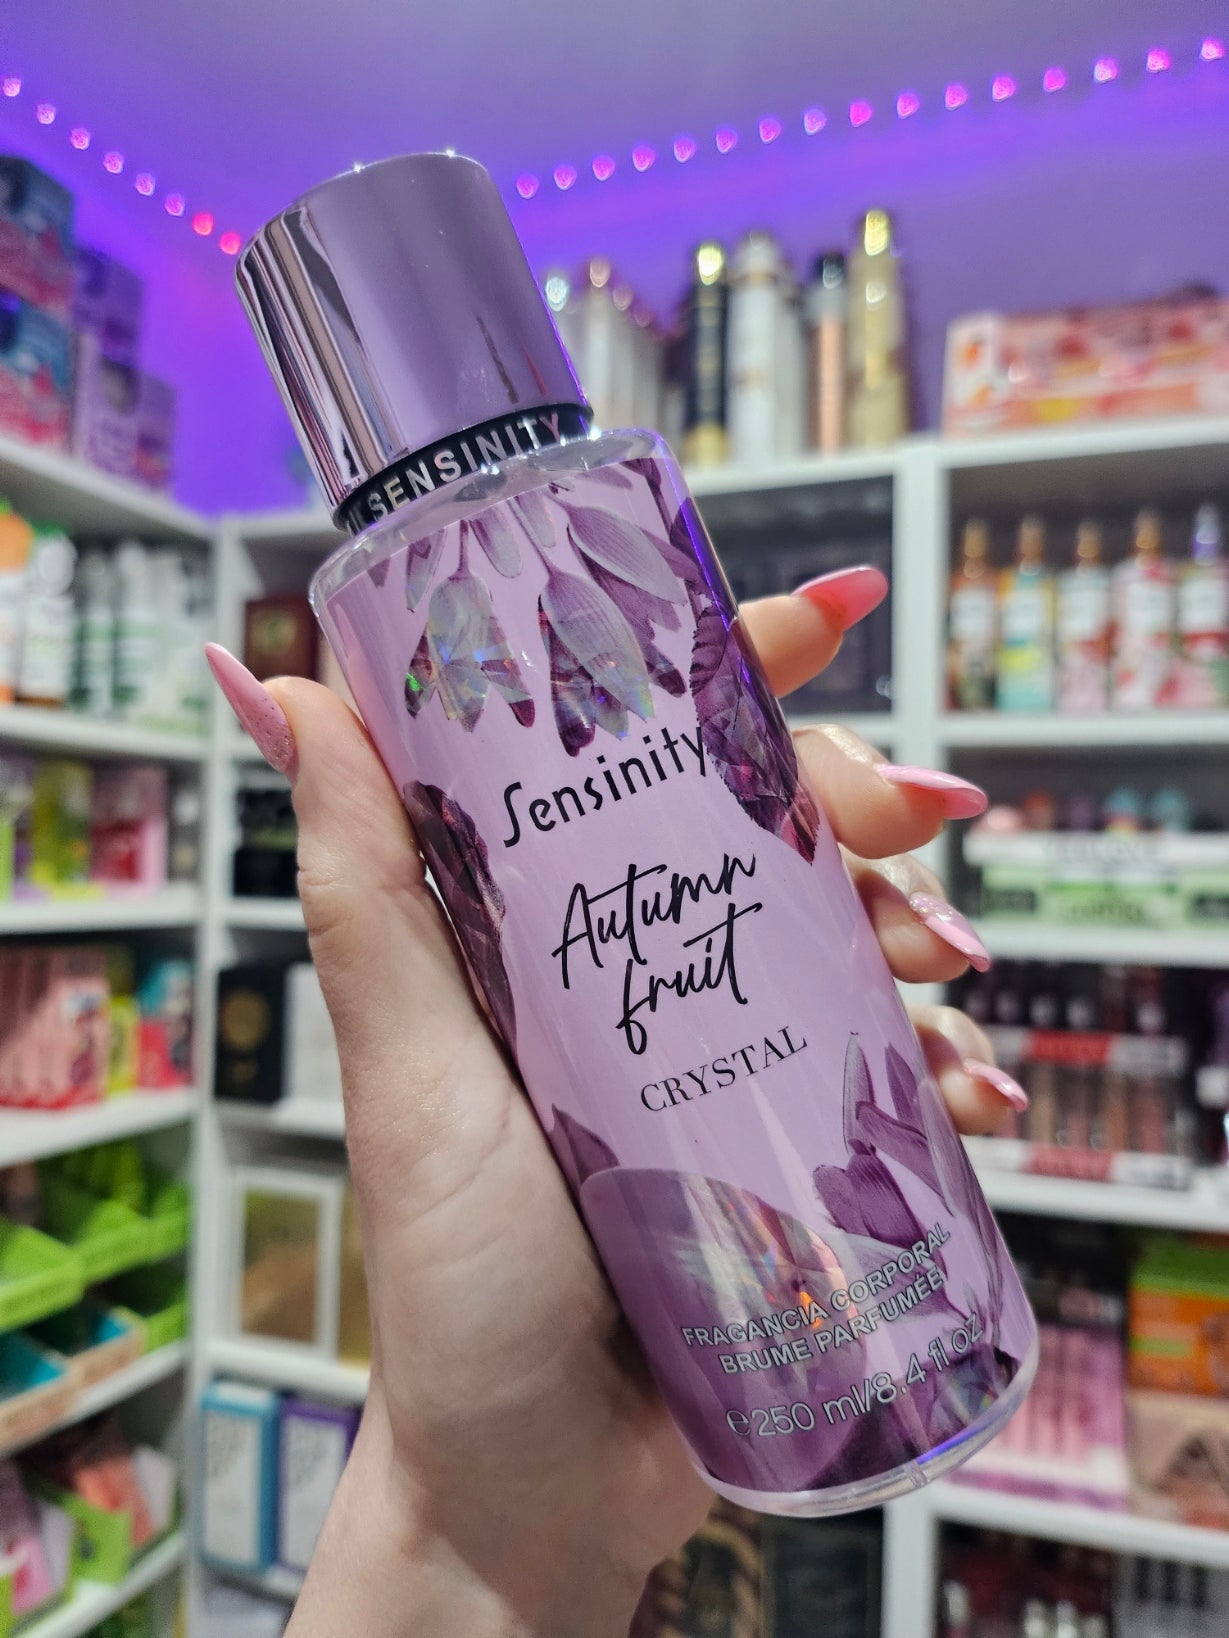 SENSINITY
Sensinity
Autumn
fruit
CRYSTAL
FRAGANCIA CORPORAL
BRUME PARFUMÉE
℮250 ml/8.4 fl oz